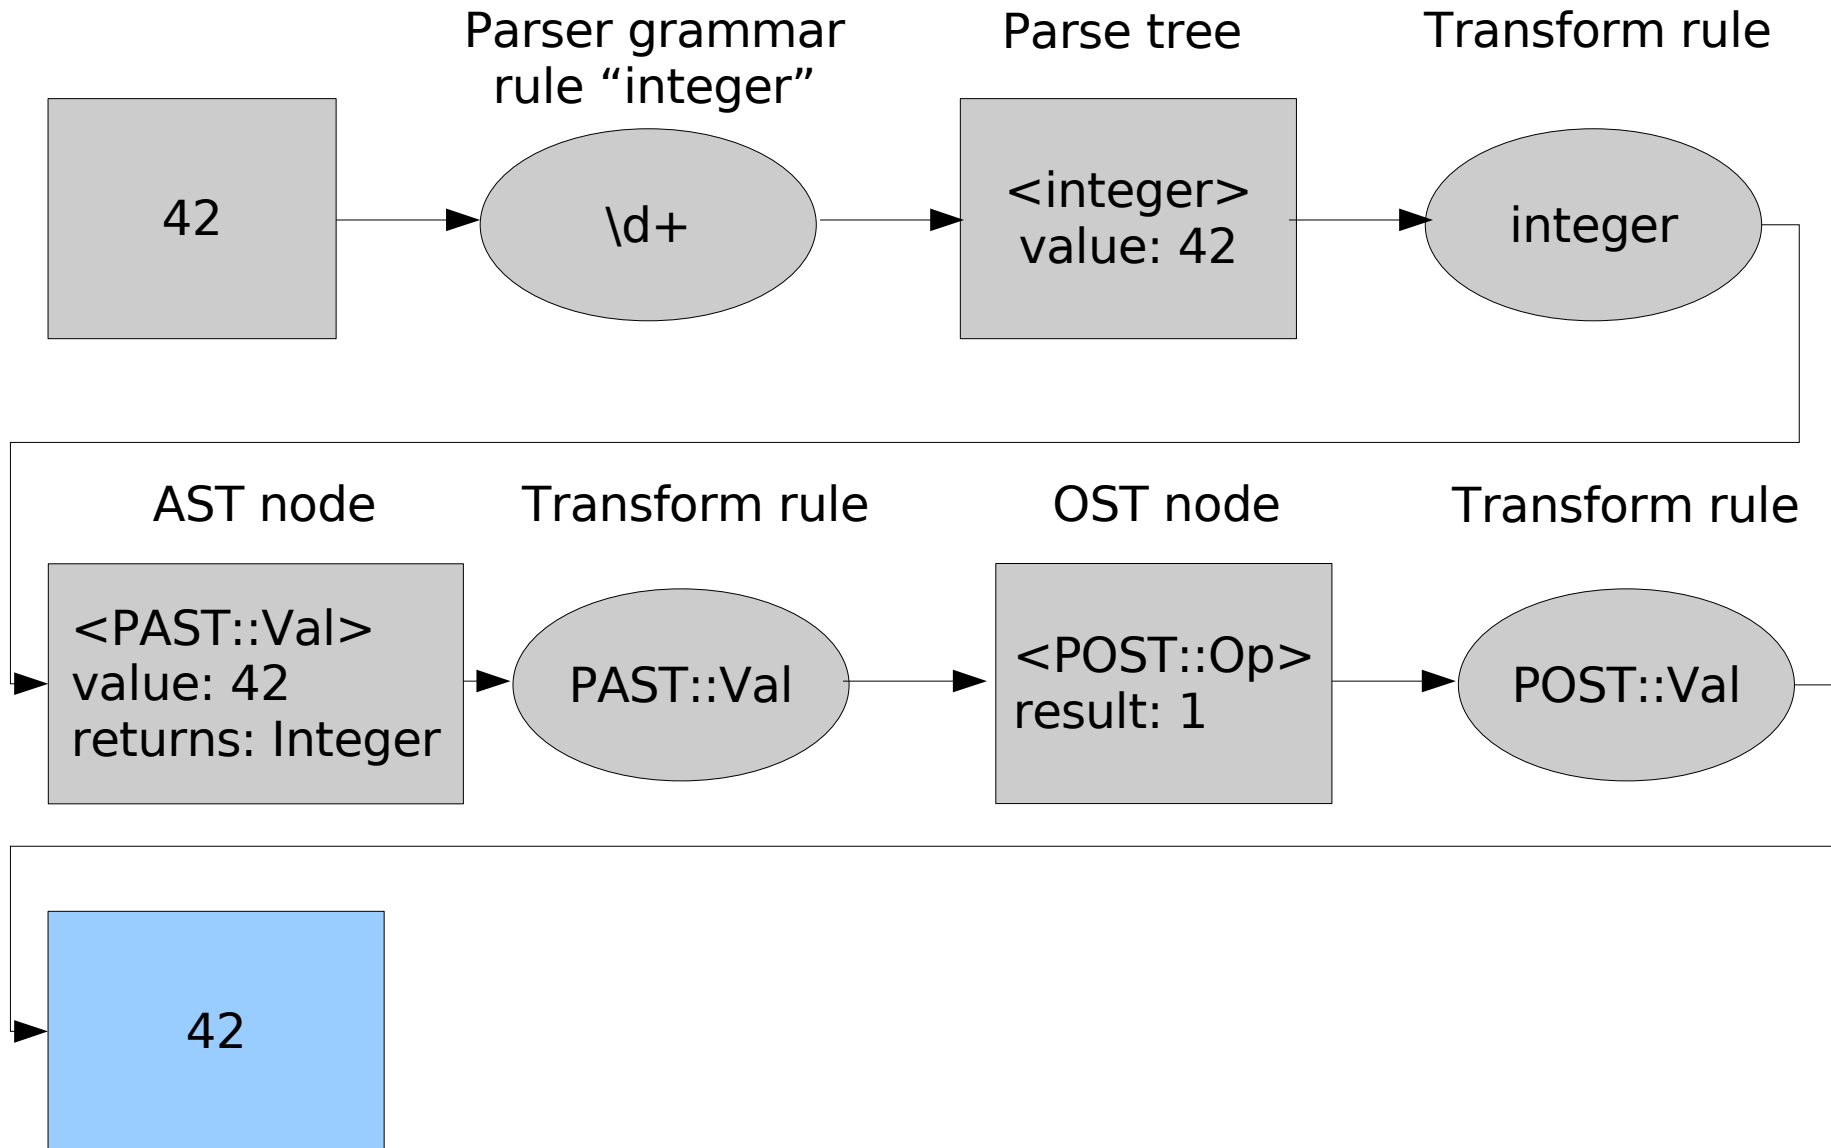 Parser grammar
rule “integer”
Parse tree
Transform rule
42
\d+
<integer>
value: 42
integer
AST node
Transform rule
OST node
Transform rule
<PAST::Val>
value: 42
returns: Integer
PAST::Val
<POST::Op>
result: 1
POST::Val
42